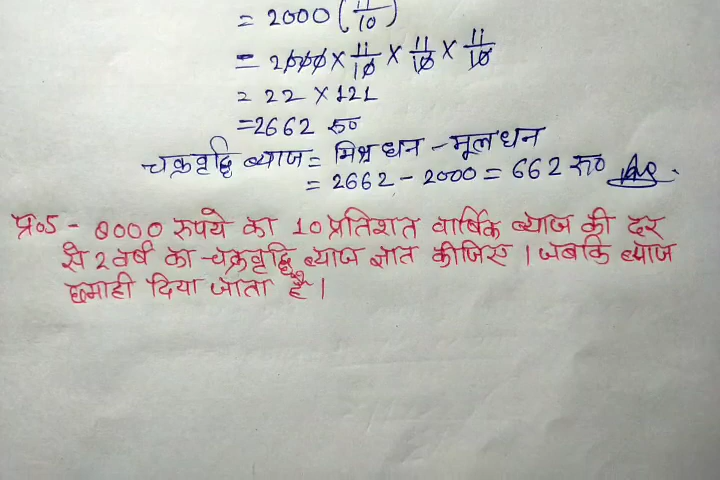 = 2000 (11/10)
= 2000 × 11/10 × 11/10 × 11/10
= 22 × 121
= 2662 रू०
चक्रवृद्धि ब्याज = मिश्रधन - मूलधन
= 2662 - 2000 = 662 रू० Ans.
प्र०5 - 8000 रुपये का 10 प्रतिशत वार्षिक ब्याज की दर
से 2 वर्ष का चक्रवृद्धि ब्याज ज्ञात कीजिए । जबकि ब्याज
छमाही दिया जाता है ।